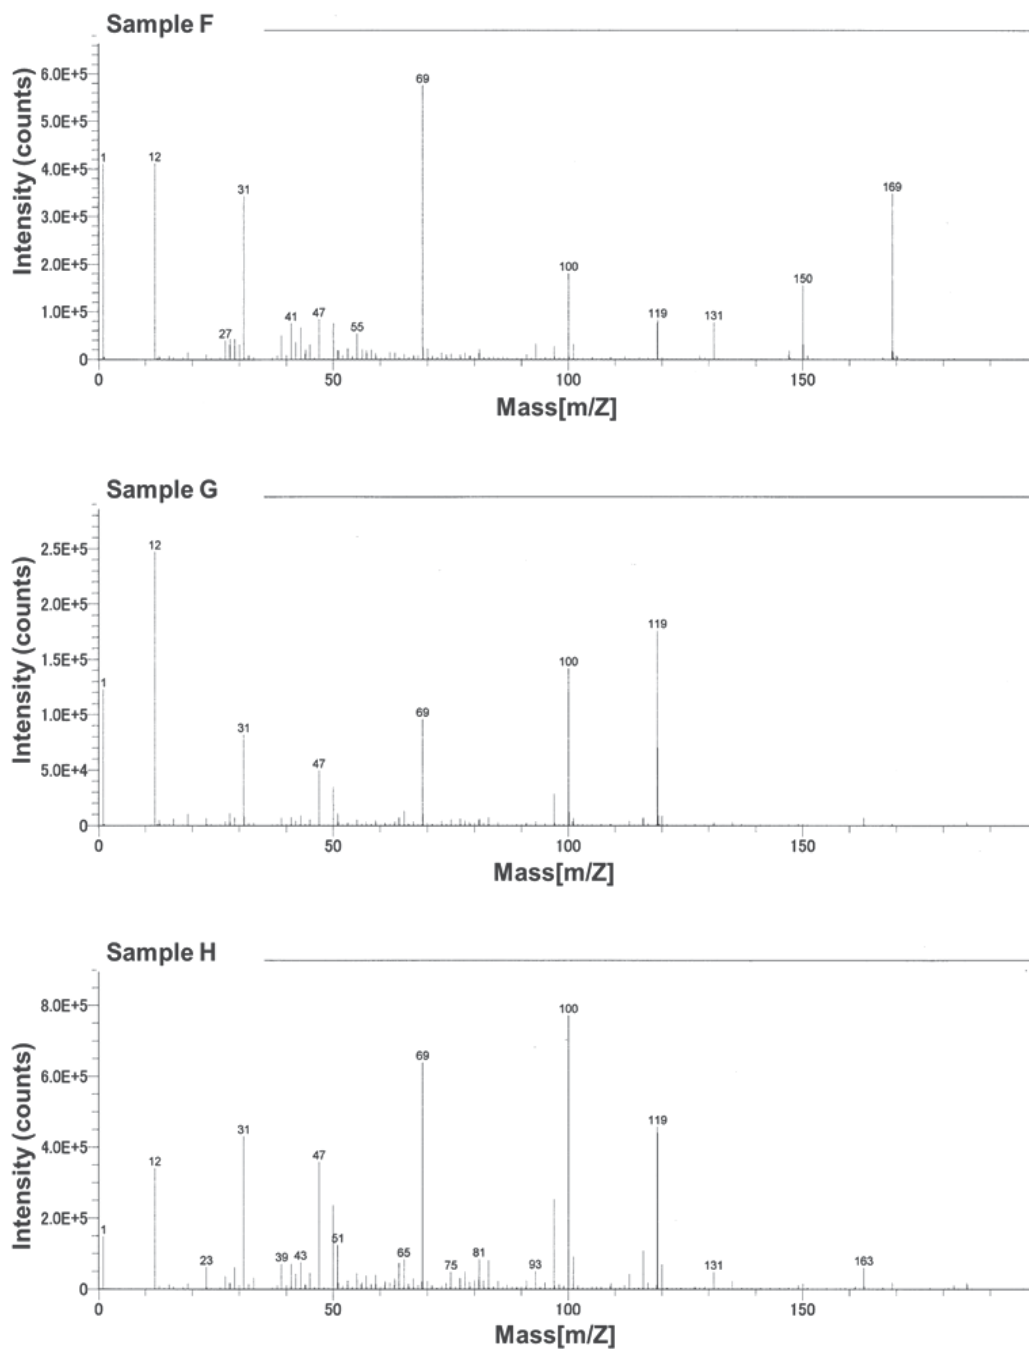 Sample F
Intensity (counts)
6.0E+5
5.0E+5
4.0E+5
3.0E+5
2.0E+5
1.0E+5
0
1
12
27
31
41
47
55
69
100
119
131
150
169
0
50
100
150
Mass[m/Z]
Sample G
Intensity (counts)
2.5E+5
2.0E+5
1.5E+5
1.0E+5
5.0E+4
0
1
12
31
47
69
100
119
0
50
100
150
Mass[m/Z]
Sample H
Intensity (counts)
8.0E+5
6.0E+5
4.0E+5
2.0E+5
0
1
12
23
31
39
43
47
51
65
69
75
81
93
100
119
131
163
0
50
100
150
Mass[m/Z]